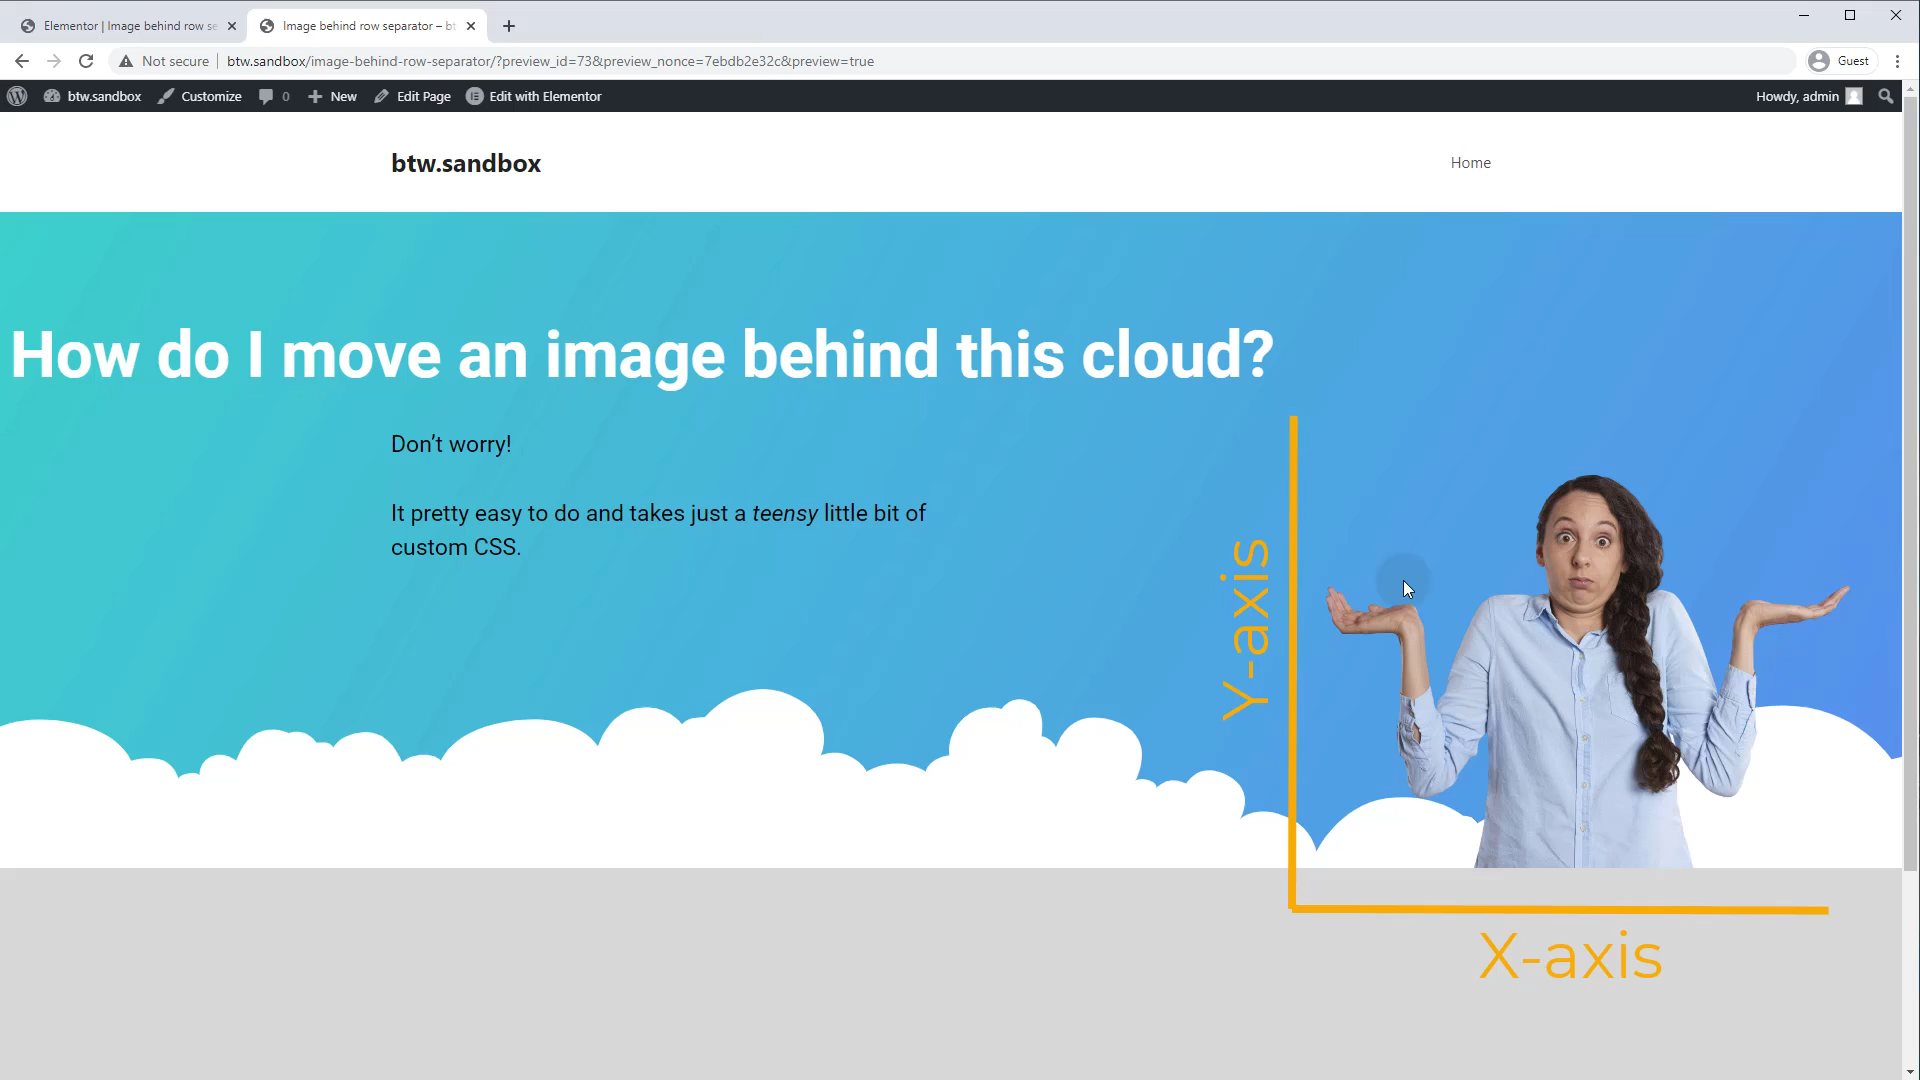 Elementor | Image behind row se
Image behind row separator – bt
Not secure
btw.sandbox/image-behind-row-separator/?preview_id=73&preview_nonce=7ebdb2e32c&preview=true
Guest
btw.sandbox
Customize
0
New
Edit Page
Edit with Elementor
Howdy, admin
btw.sandbox
Home
How do I move an image behind this cloud?
Don’t worry!
It pretty easy to do and takes just a teensy little bit of
custom CSS.
Y-axis
X-axis